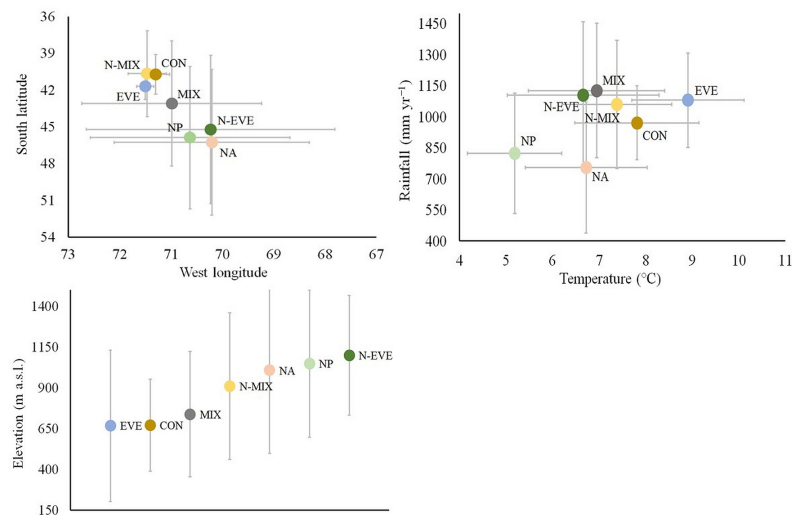 36
39
42
45
48
51
54
South latitude
N-MIX
CON
EVE
MIX
NP
N-EVE
NA
73
72
71
70
69
68
67
West longitude
1450
1300
1150
1000
850
700
550
400
Rainfall (mm yr⁻¹)
MIX
EVE
N-EVE
N-MIX
CON
NP
NA
4
5
6
7
8
9
10
11
Temperature (°C)
1400
1150
900
650
400
150
Elevation (m a.s.l.)
EVE
CON
MIX
N-MIX
NA
NP
N-EVE